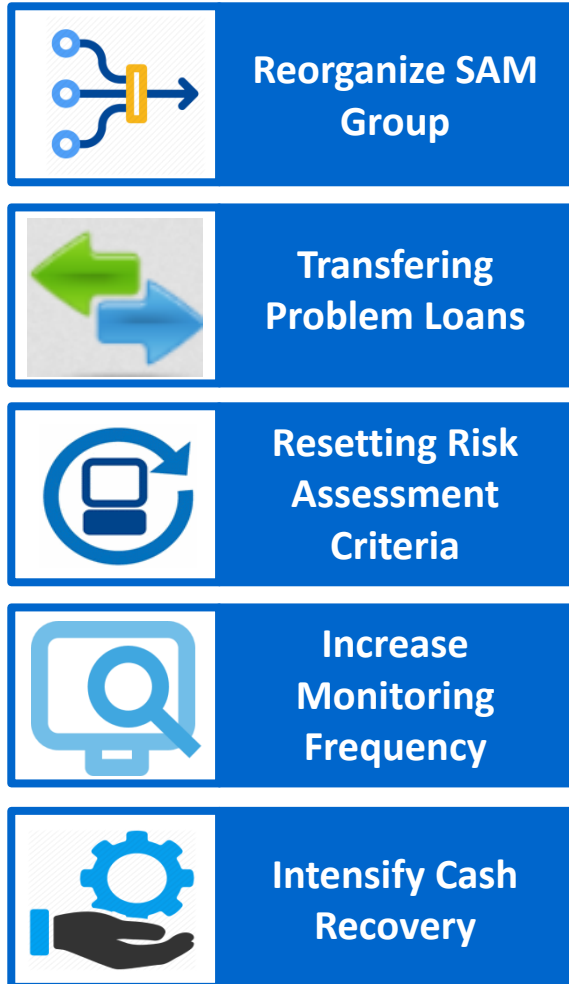 Reorganize SAM
Group
Transfering
Problem Loans
Resetting Risk
Assessment
Criteria
Increase
Monitoring
Frequency
Intensify Cash
Recovery